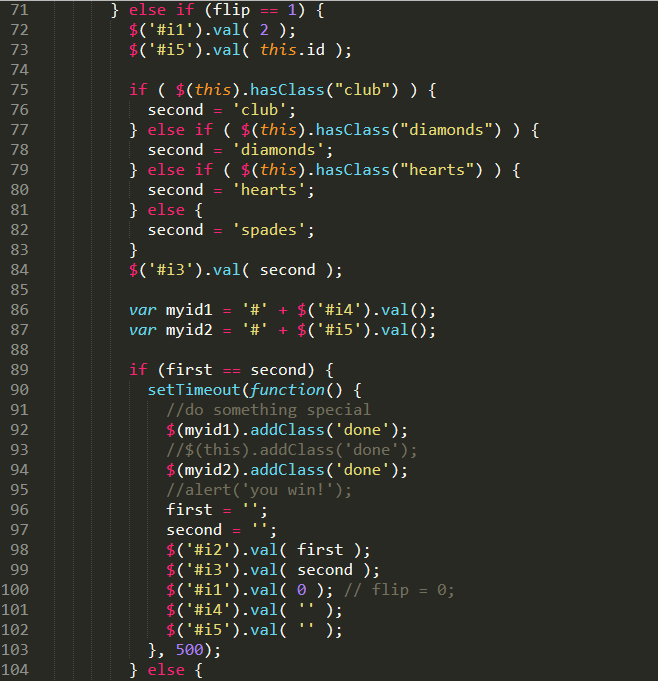 71 } else if (flip == 1) {
72 $('#i1').val( 2 );
73 $('#i5').val( this.id );
74
75 if ( $(this).hasClass("club") ) {
76 second = 'club';
77 } else if ( $(this).hasClass("diamonds") ) {
78 second = 'diamonds';
79 } else if ( $(this).hasClass("hearts") ) {
80 second = 'hearts';
81 } else {
82 second = 'spades';
83 }
84 $('#i3').val( second );
85
86 var myid1 = '#' + $('#i4').val();
87 var myid2 = '#' + $('#i5').val();
88
89 if (first == second) {
90 setTimeout(function() {
91 //do something special
92 $(myid1).addClass('done');
93 //$(this).addClass('done');
94 $(myid2).addClass('done');
95 //alert('you win!');
96 first = '';
97 second = '';
98 $('#i2').val( first );
99 $('#i3').val( second );
100 $('#i1').val( 0 ); // flip = 0;
101 $('#i4').val( '' );
102 $('#i5').val( '' );
103 }, 500);
104 } else {